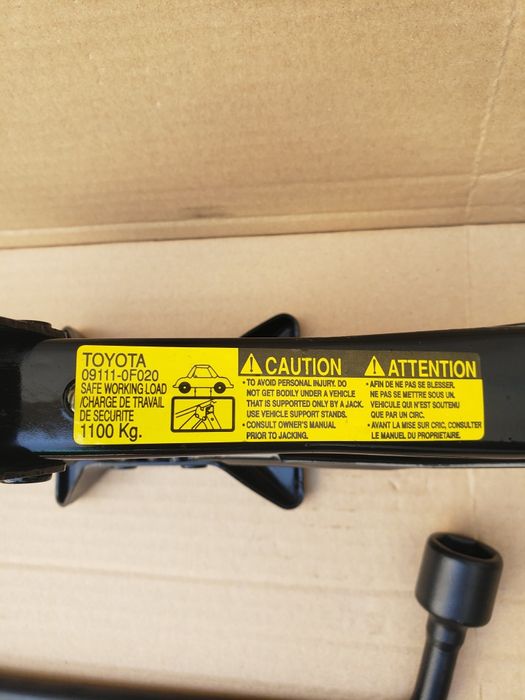 TOYOTA
09111-0F020
SAFE WORKING LOAD
/CHARGE DE TRAVAIL
DE SECURITE
1100 Kg.
CAUTION
• TO AVOID PERSONAL INJURY. DO
NOT GET BODILY UNDER A VEHICLE
THAT IS SUPPORTED ONLY BY A JACK.
USE VEHICLE SUPPORT STANDS.
• CONSULT OWNER'S MANUAL
PRIOR TO JACKING.
ATTENTION
• AFIN DE NE PAS SE BLESSER.
NE PAS SE METTRE SOUS UN.
VEHICULE QUI N'EST SOUTENU
QUE PAR UN CIRC.
• AVANT LA MISE SUR CRIC, CONSULTER
LE MANUEL DU PROPRIETAIRE.